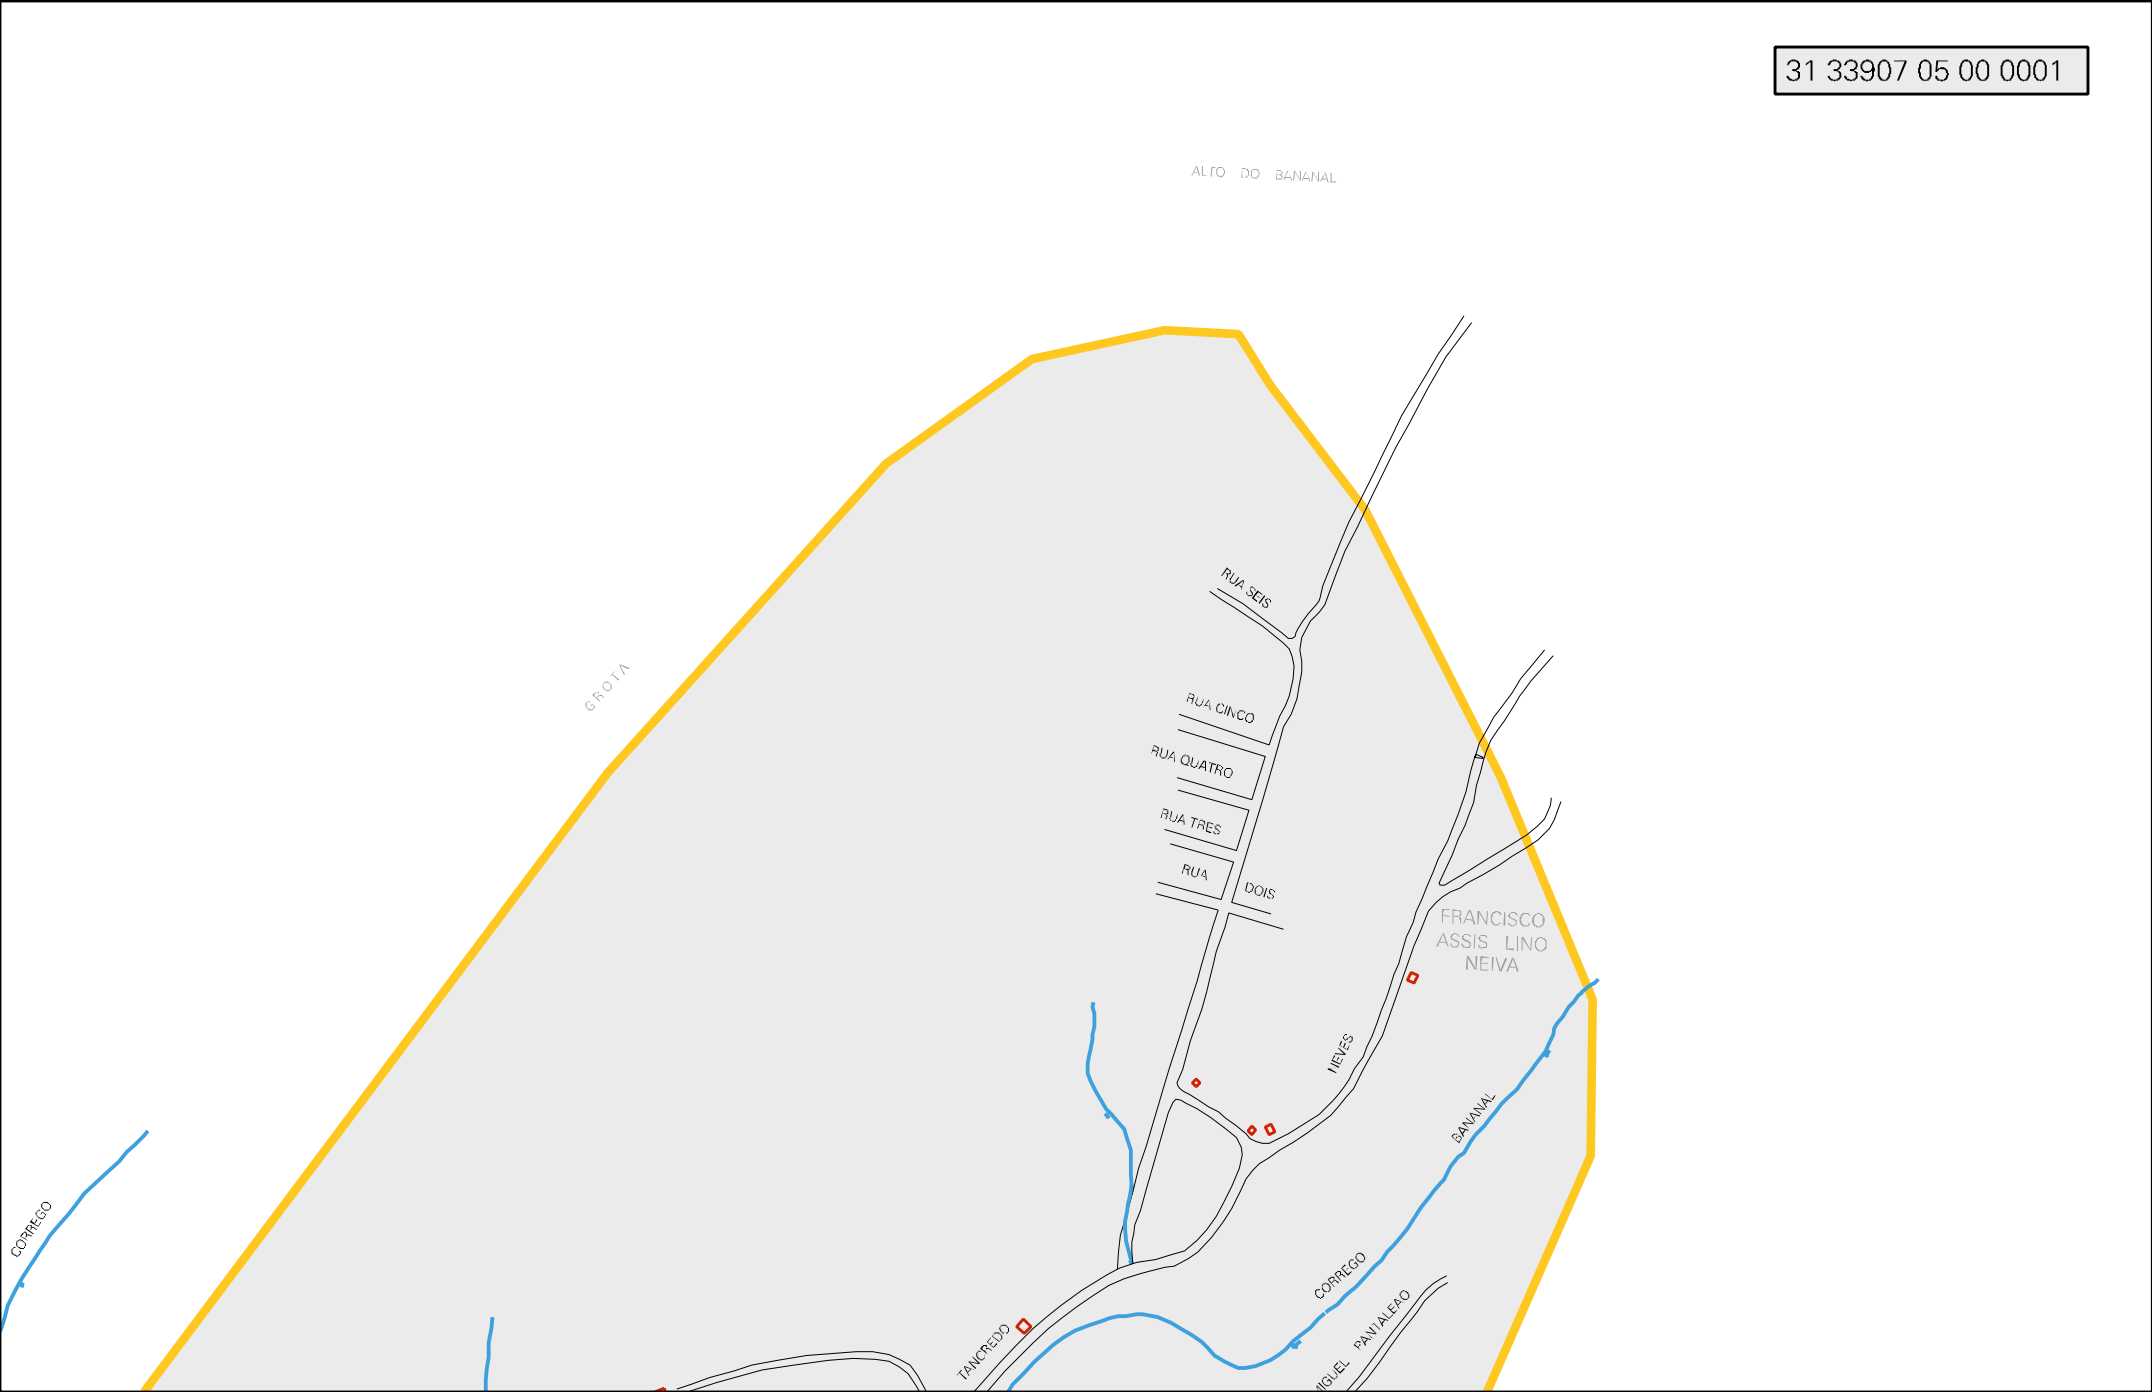 31 33907 05 00 0001
ALTO DO BANANAL
RUA SEIS
GROTA
RUA CINCO
RUA QUATRO
RUA TRES
RUA DOIS
FRANCISCO
ASSIS LINO
NEIVA
NEVES
BANANAL
CORREGO
CORREGO
TANCREDO
MIGUEL PANTALEAO